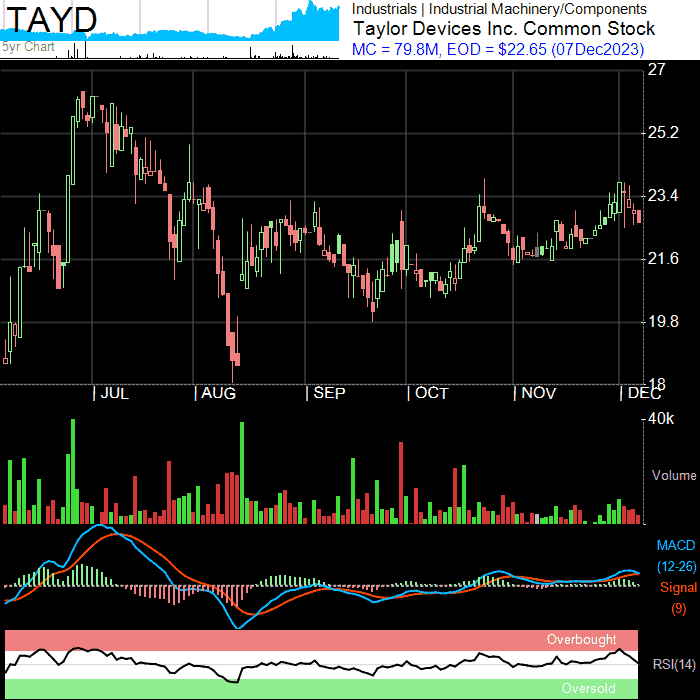 TAYD
5yr Chart
Industrials | Industrial Machinery/Components
Taylor Devices Inc. Common Stock
MC = 79.8M, EOD = $22.65 (07Dec2023)
27
25.2
23.4
21.6
19.8
18
| JUL | AUG | SEP | OCT | NOV | DEC
40k
Volume
MACD
(12-26)
Signal
(9)
Overbought
RSI(14)
Oversold